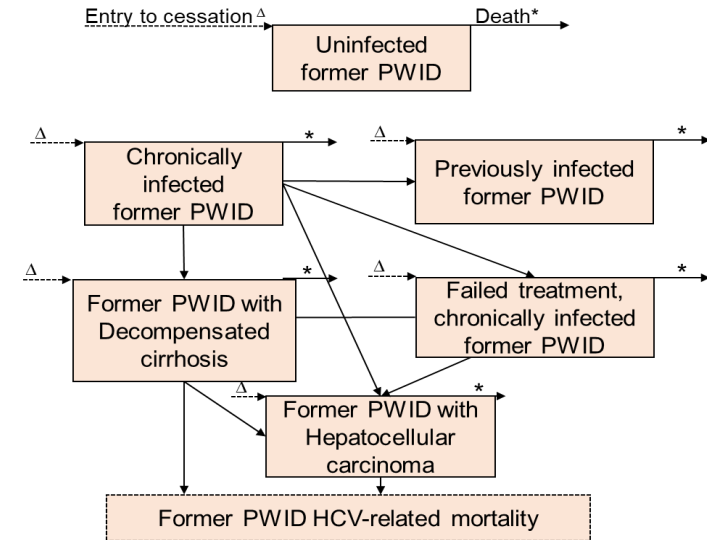 Entry to cessation Δ
Death*
Uninfected
former PWID
Δ
*
Δ
*
Chronically
infected
former PWID
Previously infected
former PWID
Δ
*
Δ
*
Former PWID with
Decompensated
cirrhosis
Failed treatment,
chronically infected
former PWID
Δ
*
Former PWID with
Hepatocellular
carcinoma
Former PWID HCV-related mortality